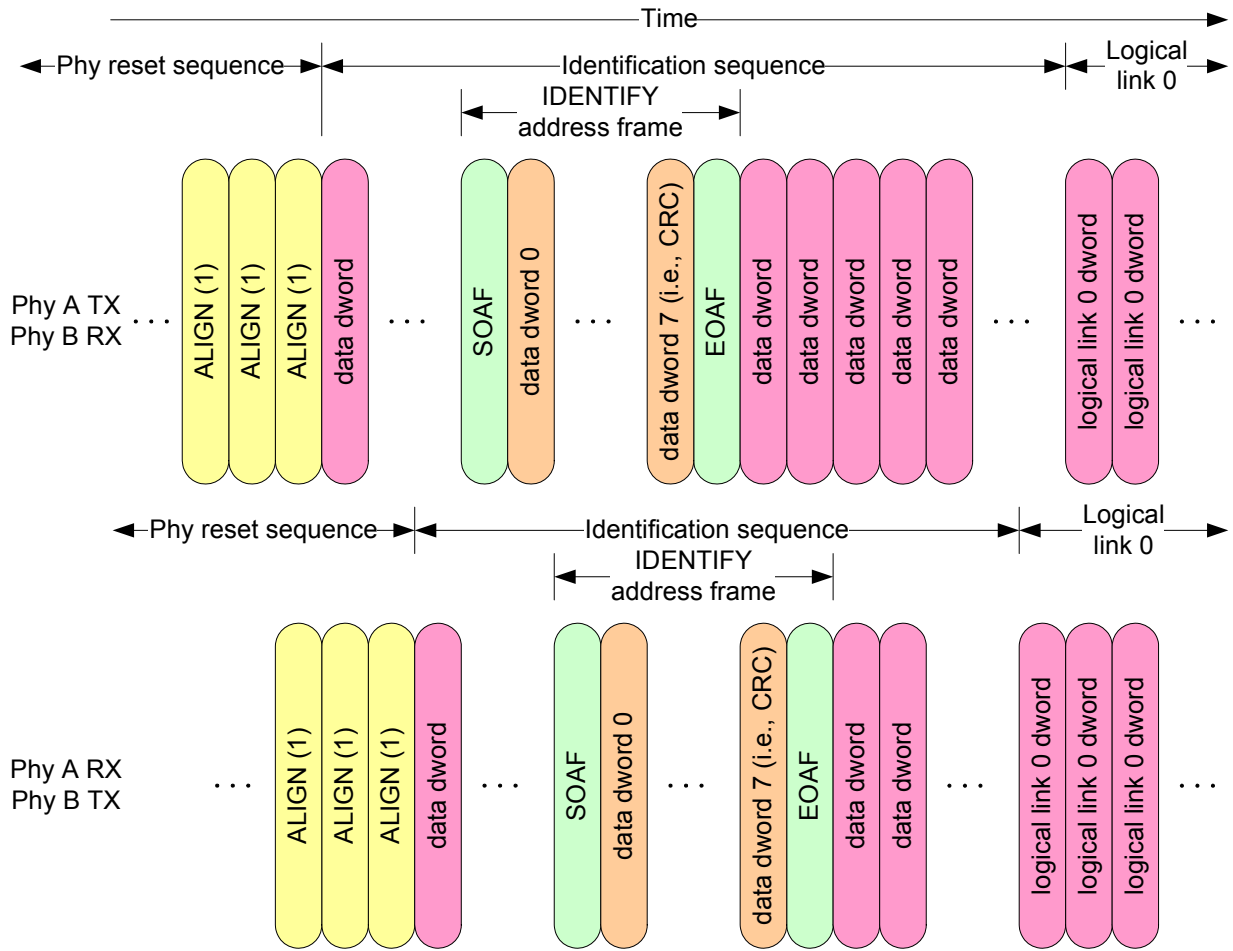 Time
Phy reset sequence
Identification sequence
Logical
link 0
IDENTIFY
address frame
Phy A TX
Phy B RX
. . .
ALIGN (1)
ALIGN (1)
ALIGN (1)
data dword
. . .
SOAF
data dword 0
. . .
data dword 7 (i.e., CRC)
EOAF
data dword
data dword
data dword
data dword
data dword
. . .
logical link 0 dword
logical link 0 dword
. . .
Phy reset sequence
Identification sequence
Logical
link 0
IDENTIFY
address frame
Phy A RX
Phy B TX
. . .
ALIGN (1)
ALIGN (1)
ALIGN (1)
data dword
. . .
SOAF
data dword 0
. . .
data dword 7 (i.e., CRC)
EOAF
data dword
data dword
. . .
logical link 0 dword
logical link 0 dword
logical link 0 dword
. . .